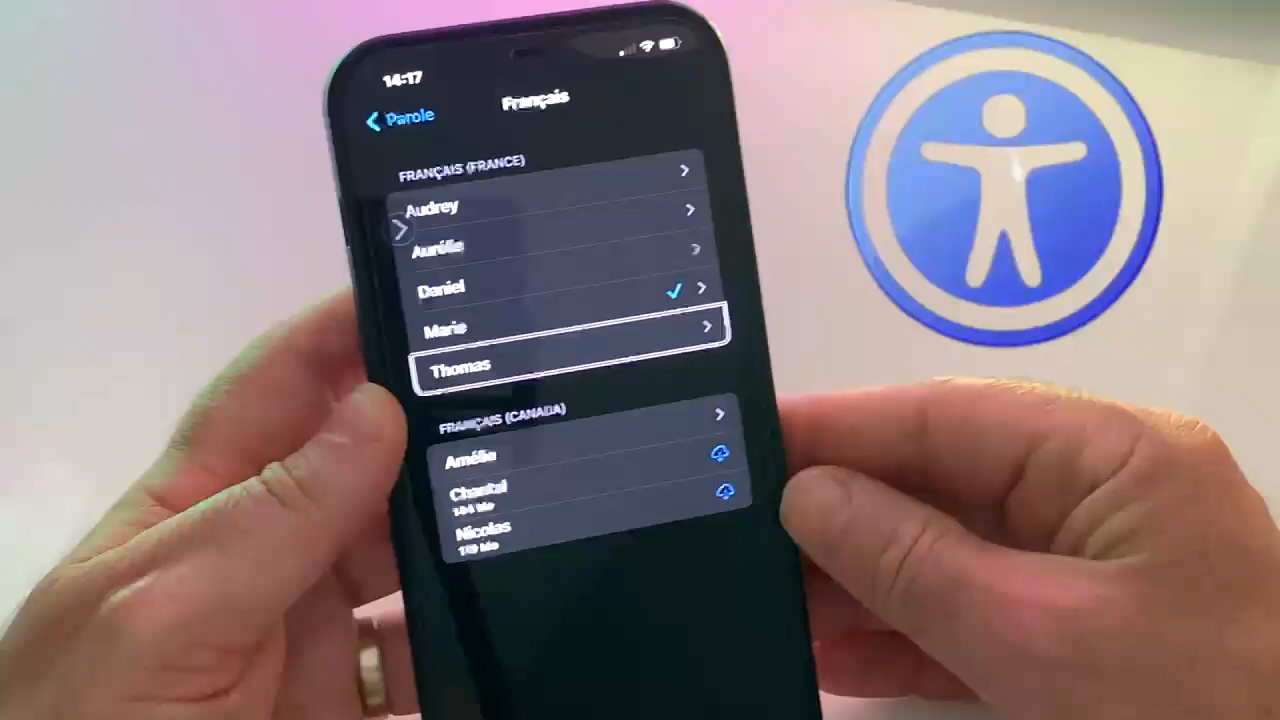 14:17
Parole
Français
FRANÇAIS (FRANCE)
Audrey
Aurélie
Daniel
Marie
Thomas
FRANÇAIS (CANADA)
Amélie
Chantal
Nicolas